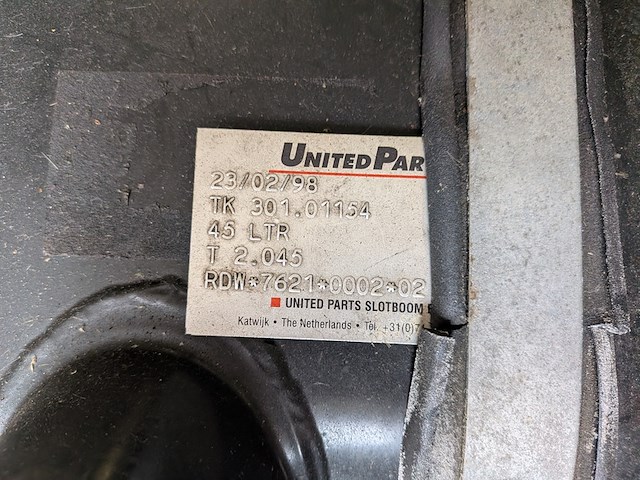 UNITED PAR
23/02/98
TK 301.01154
45 LTR
T 2.045
RDW*7621*0002*02
UNITED PARTS SLOTBOOM
Katwijk • The Netherlands • Tel. +31(0)7